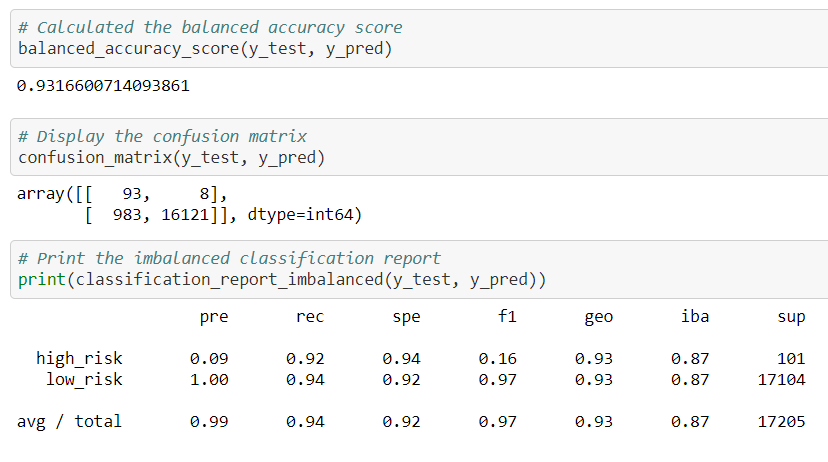 # Calculated the balanced accuracy score
balanced_accuracy_score(y_test, y_pred)
0.9316600714093861
# Display the confusion matrix
confusion_matrix(y_test, y_pred)
array([[   93,     8],
       [  983, 16121]], dtype=int64)
# Print the imbalanced classification report
print(classification_report_imbalanced(y_test, y_pred))
pre rec spe f1 geo iba sup
high_risk 0.09 0.92 0.94 0.16 0.93 0.87 101
low_risk 1.00 0.94 0.92 0.97 0.93 0.87 17104
avg / total 0.99 0.94 0.92 0.97 0.93 0.87 17205